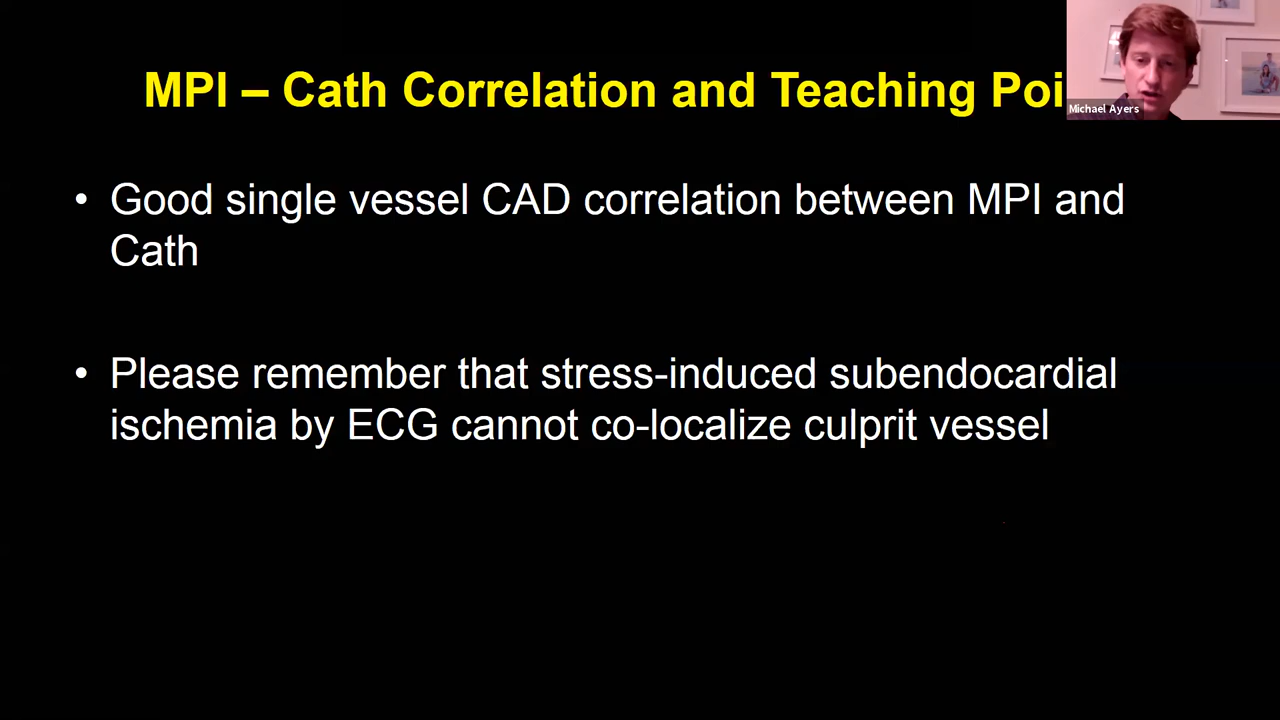 MPI – Cath Correlation and Teaching Poi
Michael Ayers
• Good single vessel CAD correlation between MPI and
Cath
• Please remember that stress-induced subendocardial
ischemia by ECG cannot co-localize culprit vessel